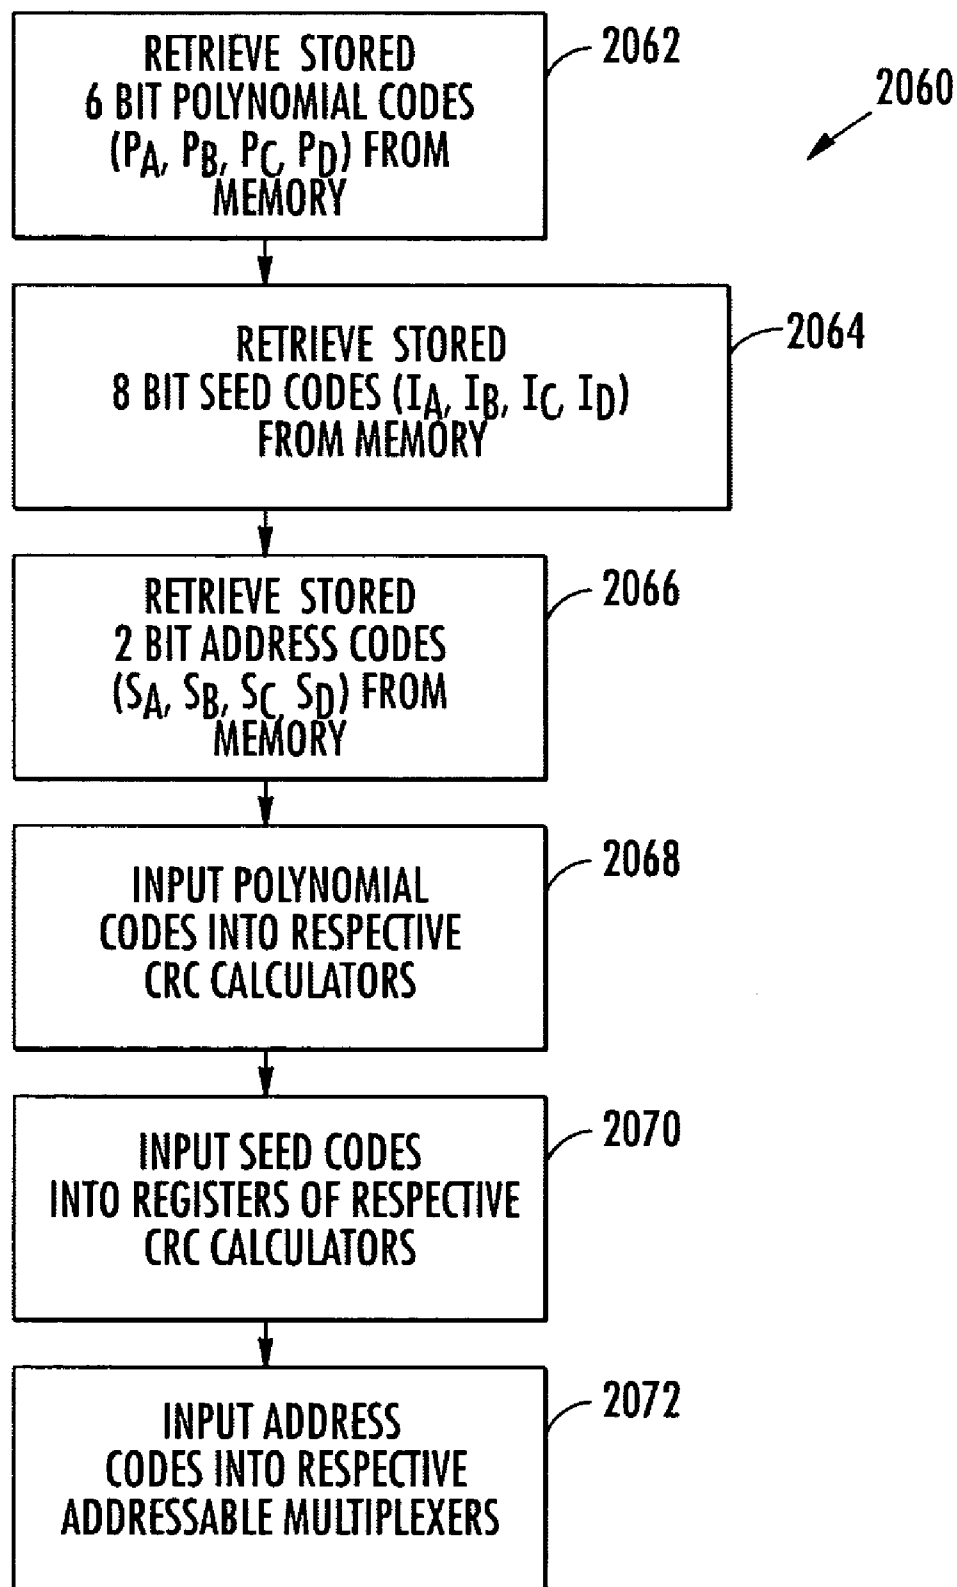 RETRIEVE STORED
6 BIT POLYNOMIAL CODES
(PA, PB, PC, PD) FROM
MEMORY
2062
2060
RETRIEVE STORED
8 BIT SEED CODES (IA, IB, IC, ID)
FROM MEMORY
2064
RETRIEVE STORED
2 BIT ADDRESS CODES
(SA, SB, SC, SD) FROM
MEMORY
2066
INPUT POLYNOMIAL
CODES INTO RESPECTIVE
CRC CALCULATORS
2068
INPUT SEED CODES
INTO REGISTERS OF RESPECTIVE
CRC CALCULATORS
2070
INPUT ADDRESS
CODES INTO RESPECTIVE
ADDRESSABLE MULTIPLEXERS
2072